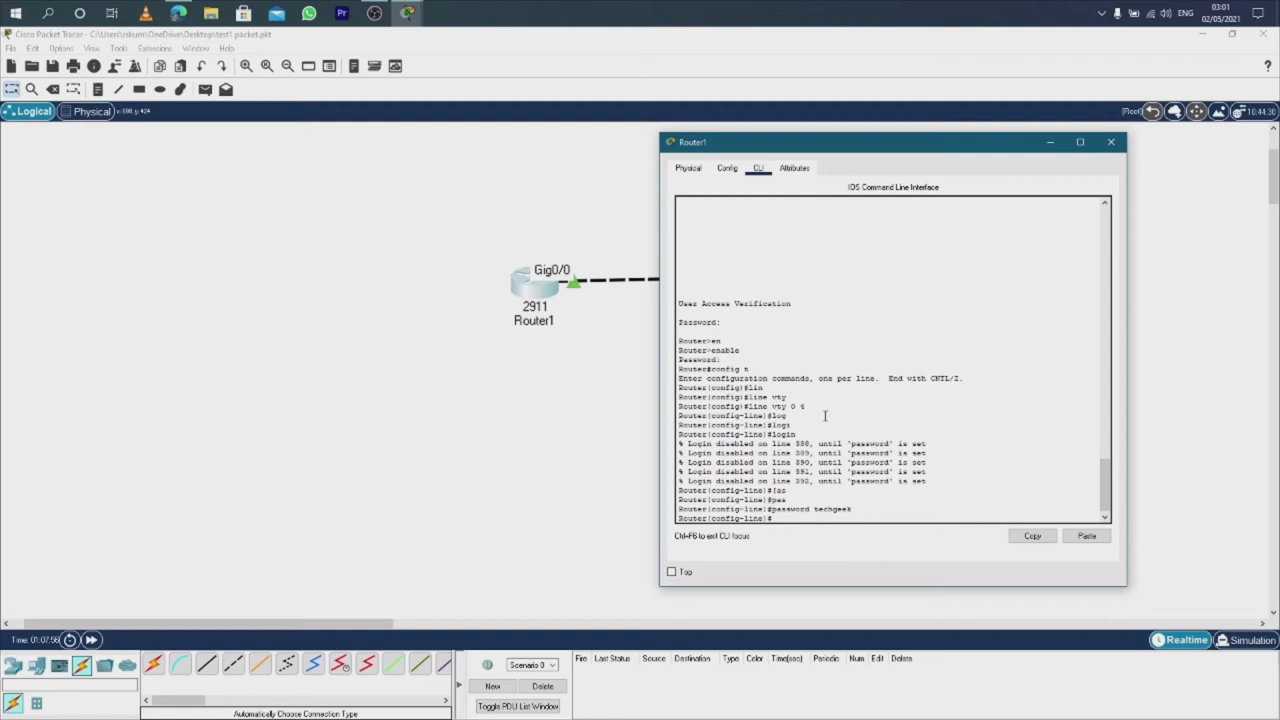 ENG
03:01
02/05/2021
Cisco Packet Tracer - C:\Users\rskum\OneDrive\Desktop\test1 packet.pkt
File Edit Options View Tools Extensions Window Help
Logical Physical
[Root] 10:44:30
Router1
Physical Config CLI Attributes
IOS Command Line Interface
User Access Verification
Password:
Router>en
Router>enable
Password:
Router#config t
Enter configuration commands, one per line. End with CNTL/Z.
Router(config)#lin
Router(config)#line vty
Router(config)#line vty 0 4
Router(config-line)#log
Router(config-line)#logi
Router(config-line)#login
% Login disabled on line 388, until 'password' is set
% Login disabled on line 389, until 'password' is set
% Login disabled on line 390, until 'password' is set
% Login disabled on line 391, until 'password' is set
% Login disabled on line 392, until 'password' is set
Router(config-line)#[as
Router(config-line)#pas
Router(config-line)#password techgeek
Router(config-line)#
Ctrl+F6 to exit CLI focus
Copy Paste
Top
Gig0/0
2911
Router1
Time: 01:07:56
Realtime Simulation
Scenario 0
New Delete
Toggle PDU List Window
Fire Last Status Source Destination Type Color Time(sec) Periodic Num Edit Delete
Automatically Choose Connection Type